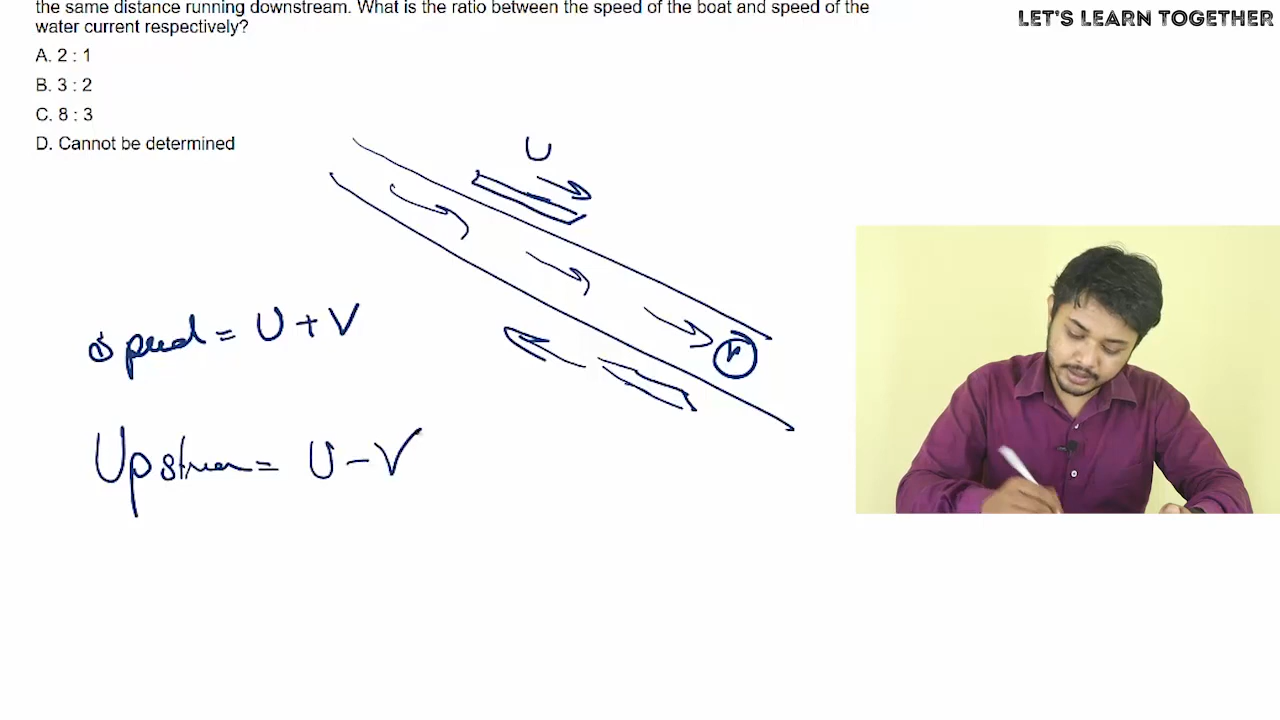 the same distance running downstream. What is the ratio between the speed of the boat and speed of the
water current respectively?
LET'S LEARN TOGETHER
A. 2 : 1
B. 3 : 2
C. 8 : 3
D. Cannot be determined
U
Speed = U + V
V
Upstream = U - V